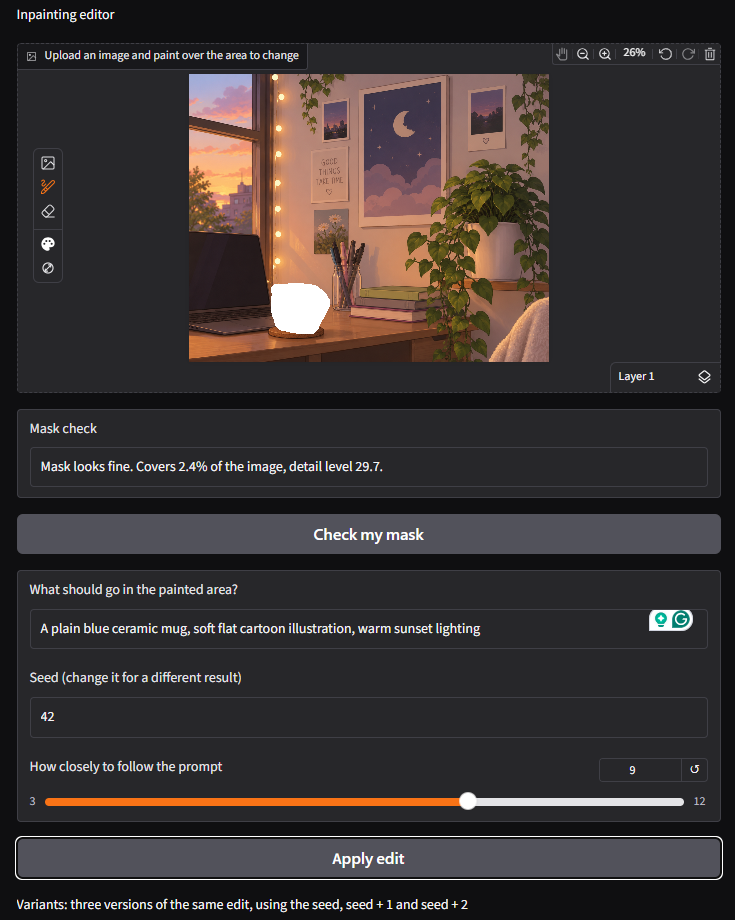 Inpainting editor
Upload an image and paint over the area to change
26%
GOOD
THINGS
TAKE TIME
Layer 1
Mask check
Mask looks fine. Covers 2.4% of the image, detail level 29.7.
Check my mask
What should go in the painted area?
A plain blue ceramic mug, soft flat cartoon illustration, warm sunset lighting
Seed (change it for a different result)
42
How closely to follow the prompt
9
3
12
Apply edit
Variants: three versions of the same edit, using the seed, seed + 1 and seed + 2